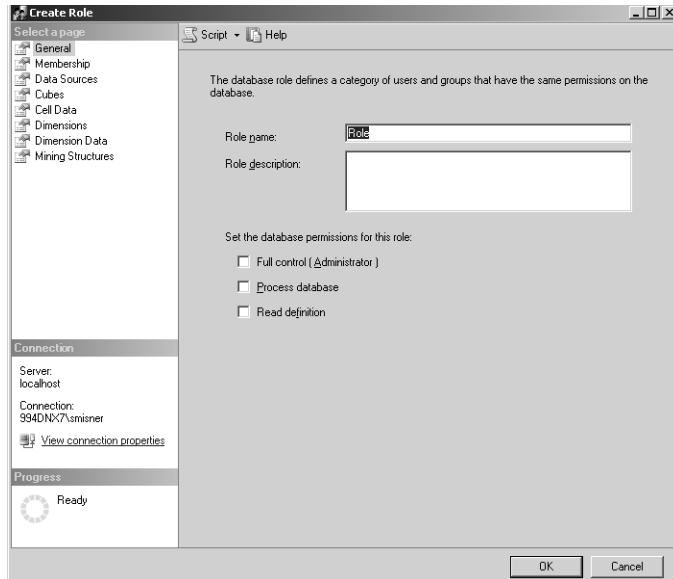 Create Role
Select a page
General
Membership
Data Sources
Cubes
Cell Data
Dimensions
Dimension Data
Mining Structures
Connection
Server:
localhost
Connection:
994DNX7\smisner
View connection properties
Progress
Ready
Script Help
The database role defines a category of users and groups that have the same permissions on the
database.
Role name: Role
Role description:
Set the database permissions for this role:
Full control (Administrator)
Process database
Read definition
OK Cancel